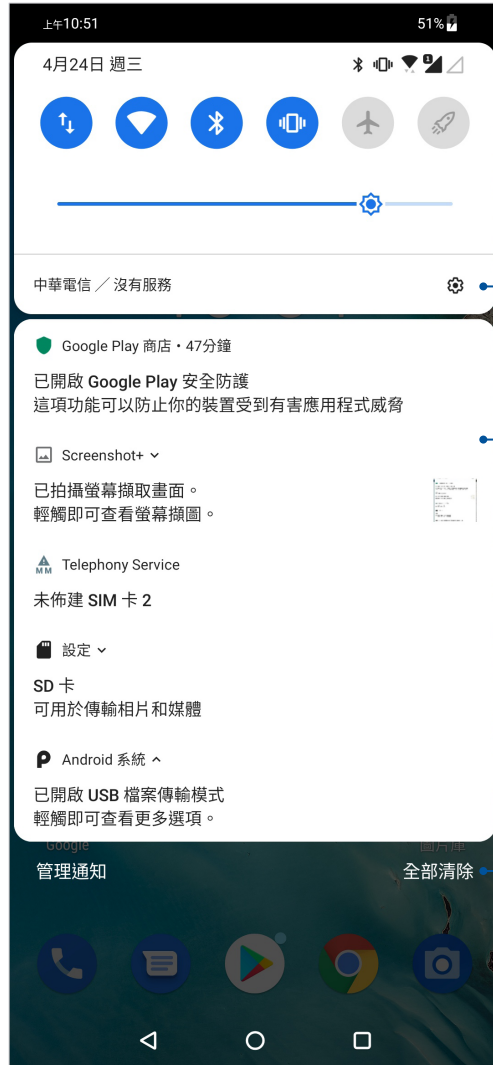 上午10:51 51%
4月24日 週三
中華電信 ╱ 沒有服務
Google Play 商店 • 47分鐘
已開啟 Google Play 安全防護
這項功能可以防止你的裝置受到有害應用程式威脅
Screenshot+
已拍攝螢幕擷取畫面。
輕觸即可查看螢幕擷圖。
MM Telephony Service
未佈建 SIM 卡 2
設定
SD 卡
可用於傳輸相片和媒體
Android 系統
已開啟 USB 檔案傳輸模式
輕觸即可查看更多選項。
Google 圖片庫
管理通知 全部清除